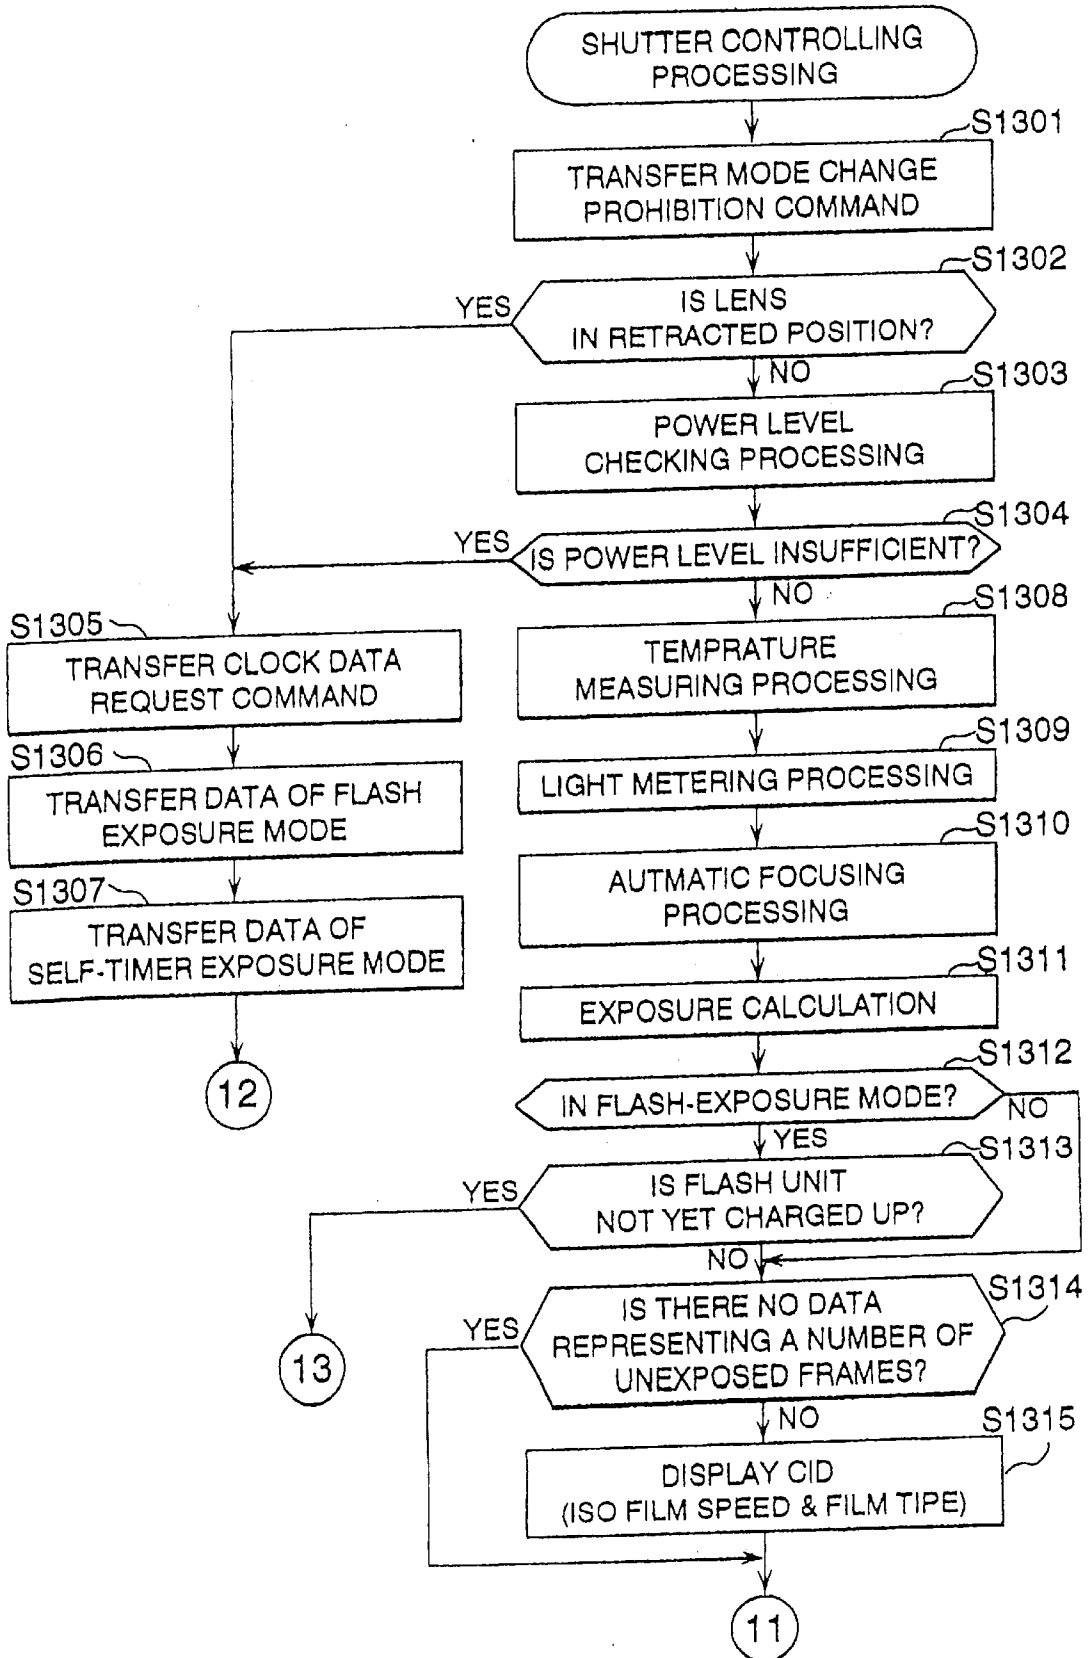 SHUTTER CONTROLLING
PROCESSING
S1301
TRANSFER MODE CHANGE
PROHIBITION COMMAND
S1302
IS LENS
IN RETRACTED POSITION?
YES
NO
S1303
POWER LEVEL
CHECKING PROCESSING
S1304
IS POWER LEVEL INSUFFICIENT?
YES
NO
S1305
TRANSFER CLOCK DATA
REQUEST COMMAND
S1306
TRANSFER DATA OF FLASH
EXPOSURE MODE
S1307
TRANSFER DATA OF
SELF-TIMER EXPOSURE MODE
12
S1308
TEMPRATURE
MEASURING PROCESSING
S1309
LIGHT METERING PROCESSING
S1310
AUTMATIC FOCUSING
PROCESSING
S1311
EXPOSURE CALCULATION
S1312
IN FLASH-EXPOSURE MODE?
NO
YES
S1313
IS FLASH UNIT
NOT YET CHARGED UP?
YES
NO
13
S1314
IS THERE NO DATA
REPRESENTING A NUMBER OF
UNEXPOSED FRAMES?
YES
NO
S1315
DISPLAY CID
(ISO FILM SPEED & FILM TIPE)
11